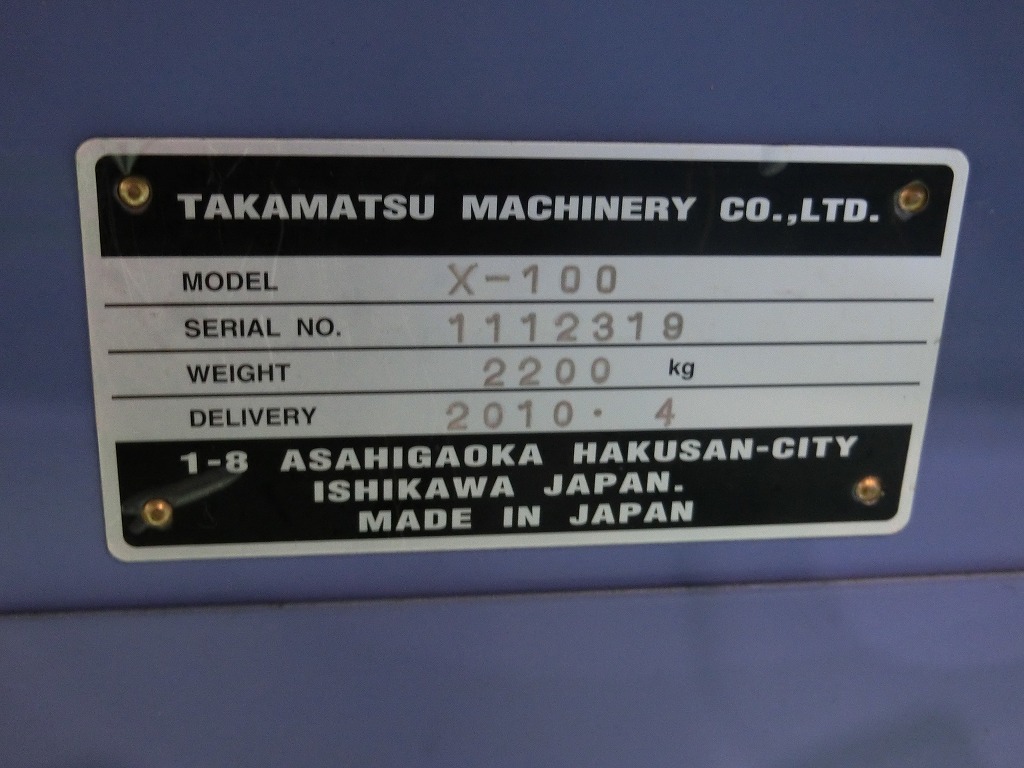 TAKAMATSU MACHINERY CO.,LTD.
MODEL X-100
SERIAL NO. 1112319
WEIGHT 2200 kg
DELIVERY 2010. 4
1-8 ASAHIGAOKA HAKUSAN-CITY
ISHIKAWA JAPAN.
MADE IN JAPAN